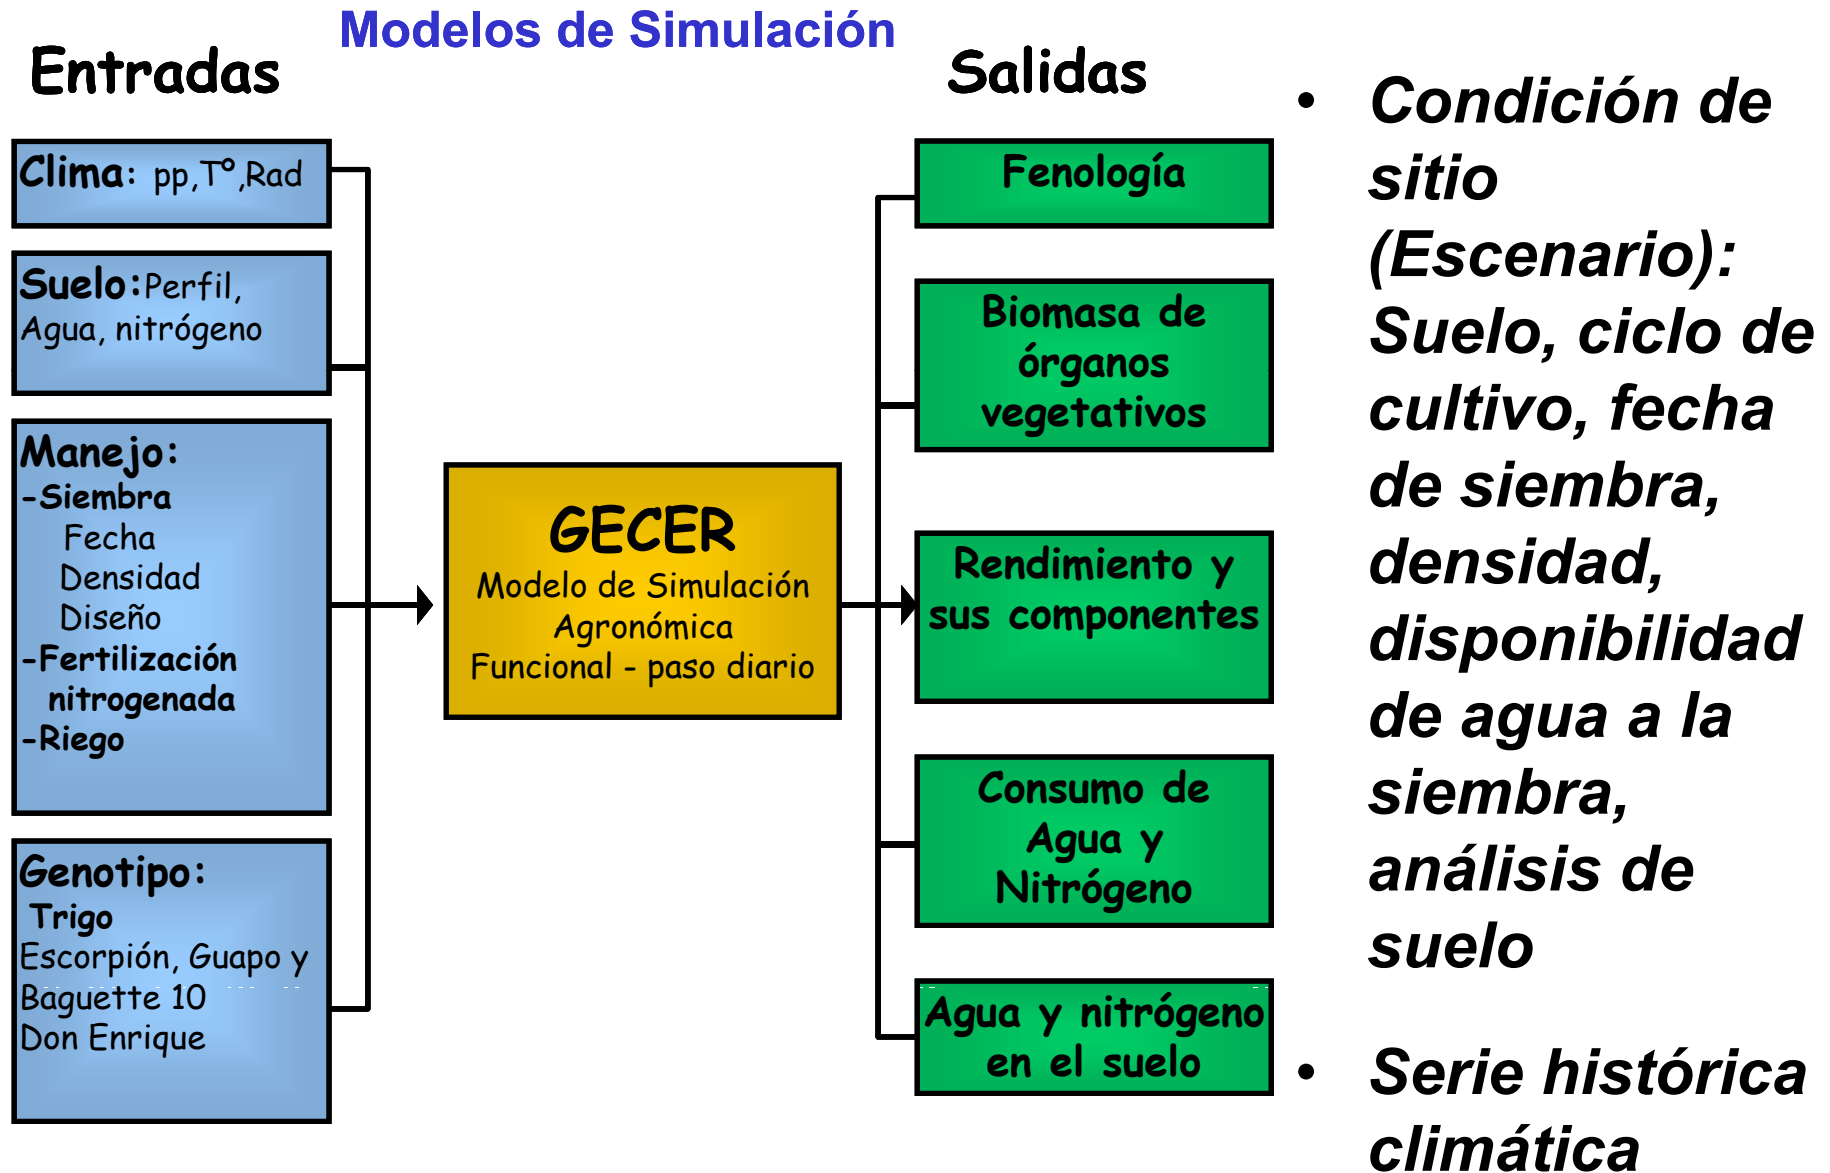 Modelos de Simulación
Entradas
Clima: pp,Tº,Rad
Suelo:Perfil,
Agua, nitrógeno
Manejo:
-Siembra
Fecha
Densidad
Diseño
-Fertilización
nitrogenada
-Riego
Genotipo:
Trigo
Escorpión, Guapo y
Baguette 10
Don Enrique
GECER
Modelo de Simulación
Agronómica
Funcional - paso diario
Salidas
Fenología
Biomasa de
órganos
vegetativos
Rendimiento y
sus componentes
Consumo de
Agua y
Nitrógeno
Agua y nitrógeno
en el suelo
• Condición de
sitio
(Escenario):
Suelo, ciclo de
cultivo, fecha
de siembra,
densidad,
disponibilidad
de agua a la
siembra,
análisis de
suelo
• Serie histórica
climática